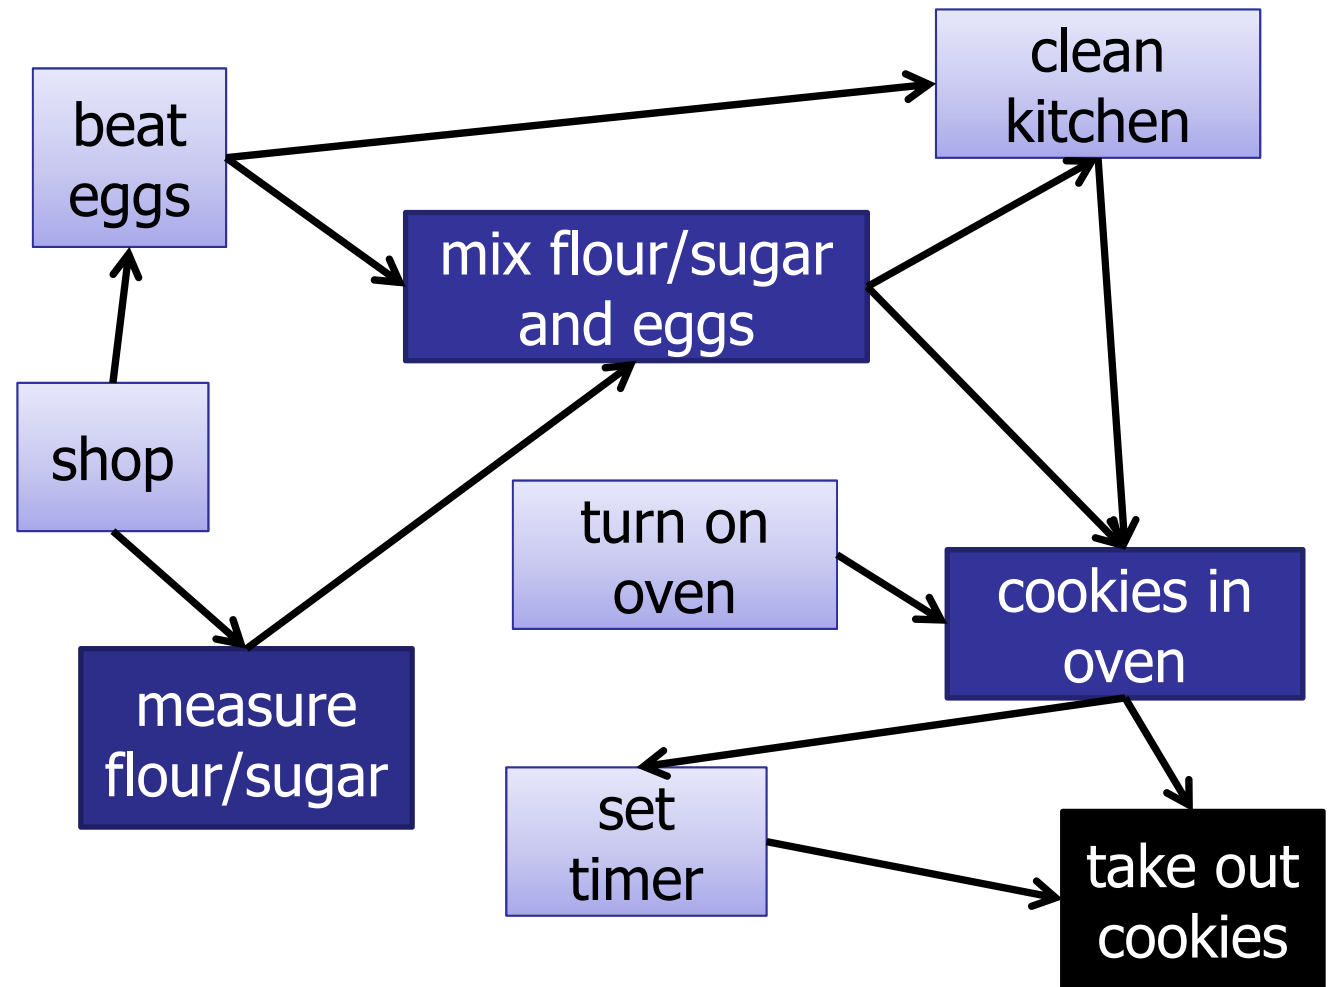 clean
kitchen
beat
eggs
mix flour/sugar
and eggs
shop
turn on
oven
cookies in
oven
measure
flour/sugar
set
timer
take out
cookies